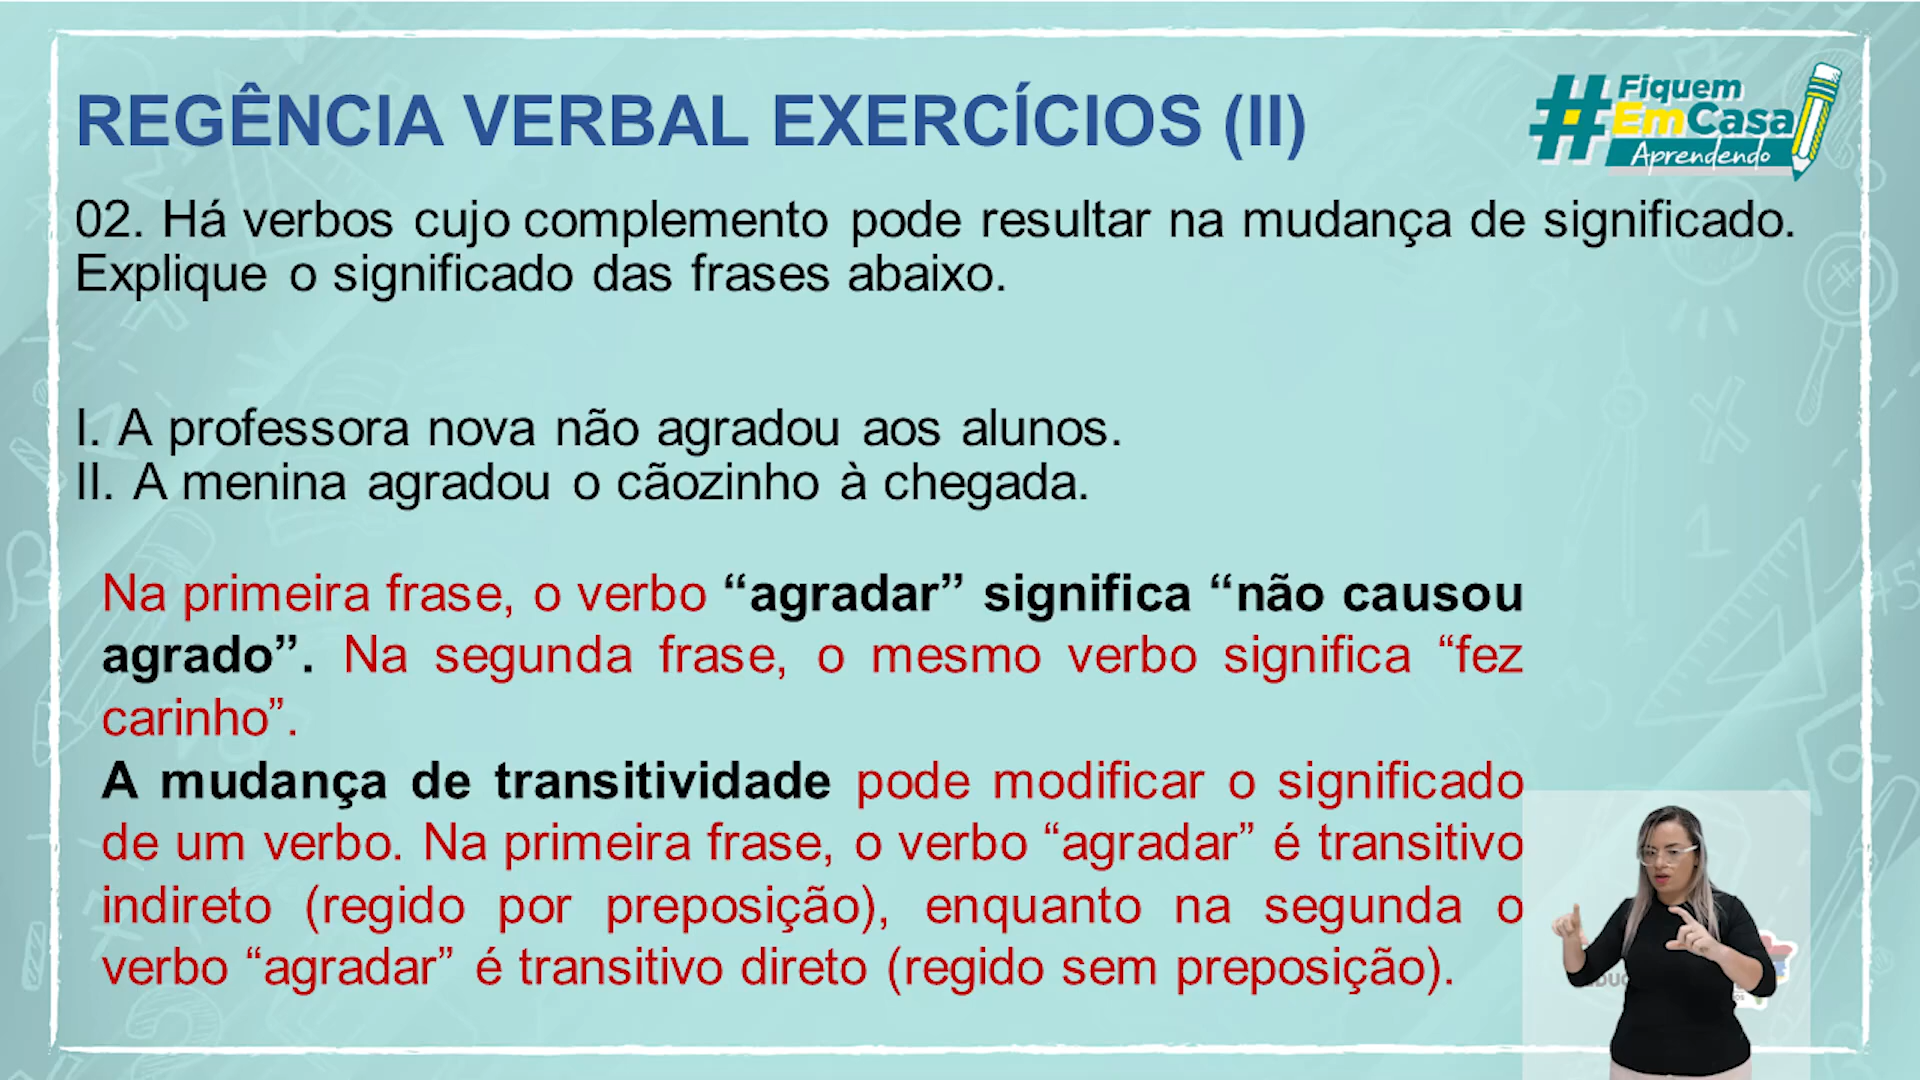 REGÊNCIA VERBAL EXERCÍCIOS (II)
#Fiquem
EmCasa
Aprendendo
02. Há verbos cujo complemento pode resultar na mudança de significado.
Explique o significado das frases abaixo.
I. A professora nova não agradou aos alunos.
II. A menina agradou o cãozinho à chegada.
Na primeira frase, o verbo “agradar” significa “não causou
agrado”. Na segunda frase, o mesmo verbo significa “fez
carinho”.
A mudança de transitividade pode modificar o significado
de um verbo. Na primeira frase, o verbo “agradar” é transitivo
indireto (regido por preposição), enquanto na segunda o
verbo “agradar” é transitivo direto (regido sem preposição).